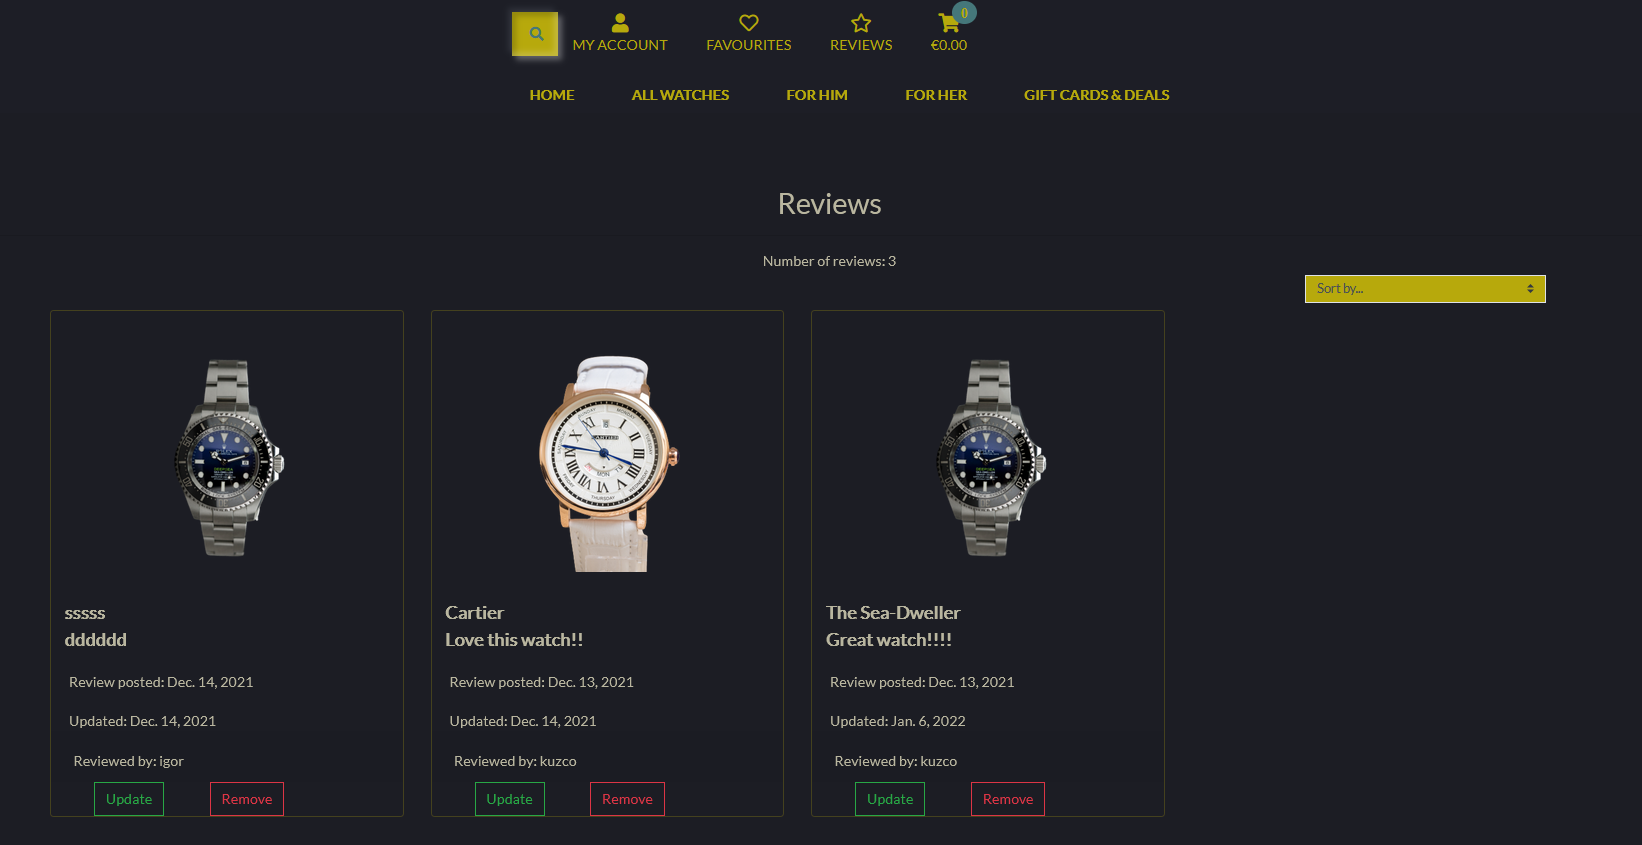 0
MY ACCOUNT
FAVOURITES
REVIEWS
€0.00
HOME
ALL WATCHES
FOR HIM
FOR HER
GIFT CARDS & DEALS
Reviews
Number of reviews: 3
Sort by...
sssss
dddddd
Review posted: Dec. 14, 2021
Updated: Dec. 14, 2021
Reviewed by: igor
Update
Remove
CARTIER
Cartier
Love this watch!!
Review posted: Dec. 13, 2021
Updated: Dec. 14, 2021
Reviewed by: kuzco
Update
Remove
The Sea-Dweller
Great watch!!!!
Review posted: Dec. 13, 2021
Updated: Jan. 6, 2022
Reviewed by: kuzco
Update
Remove